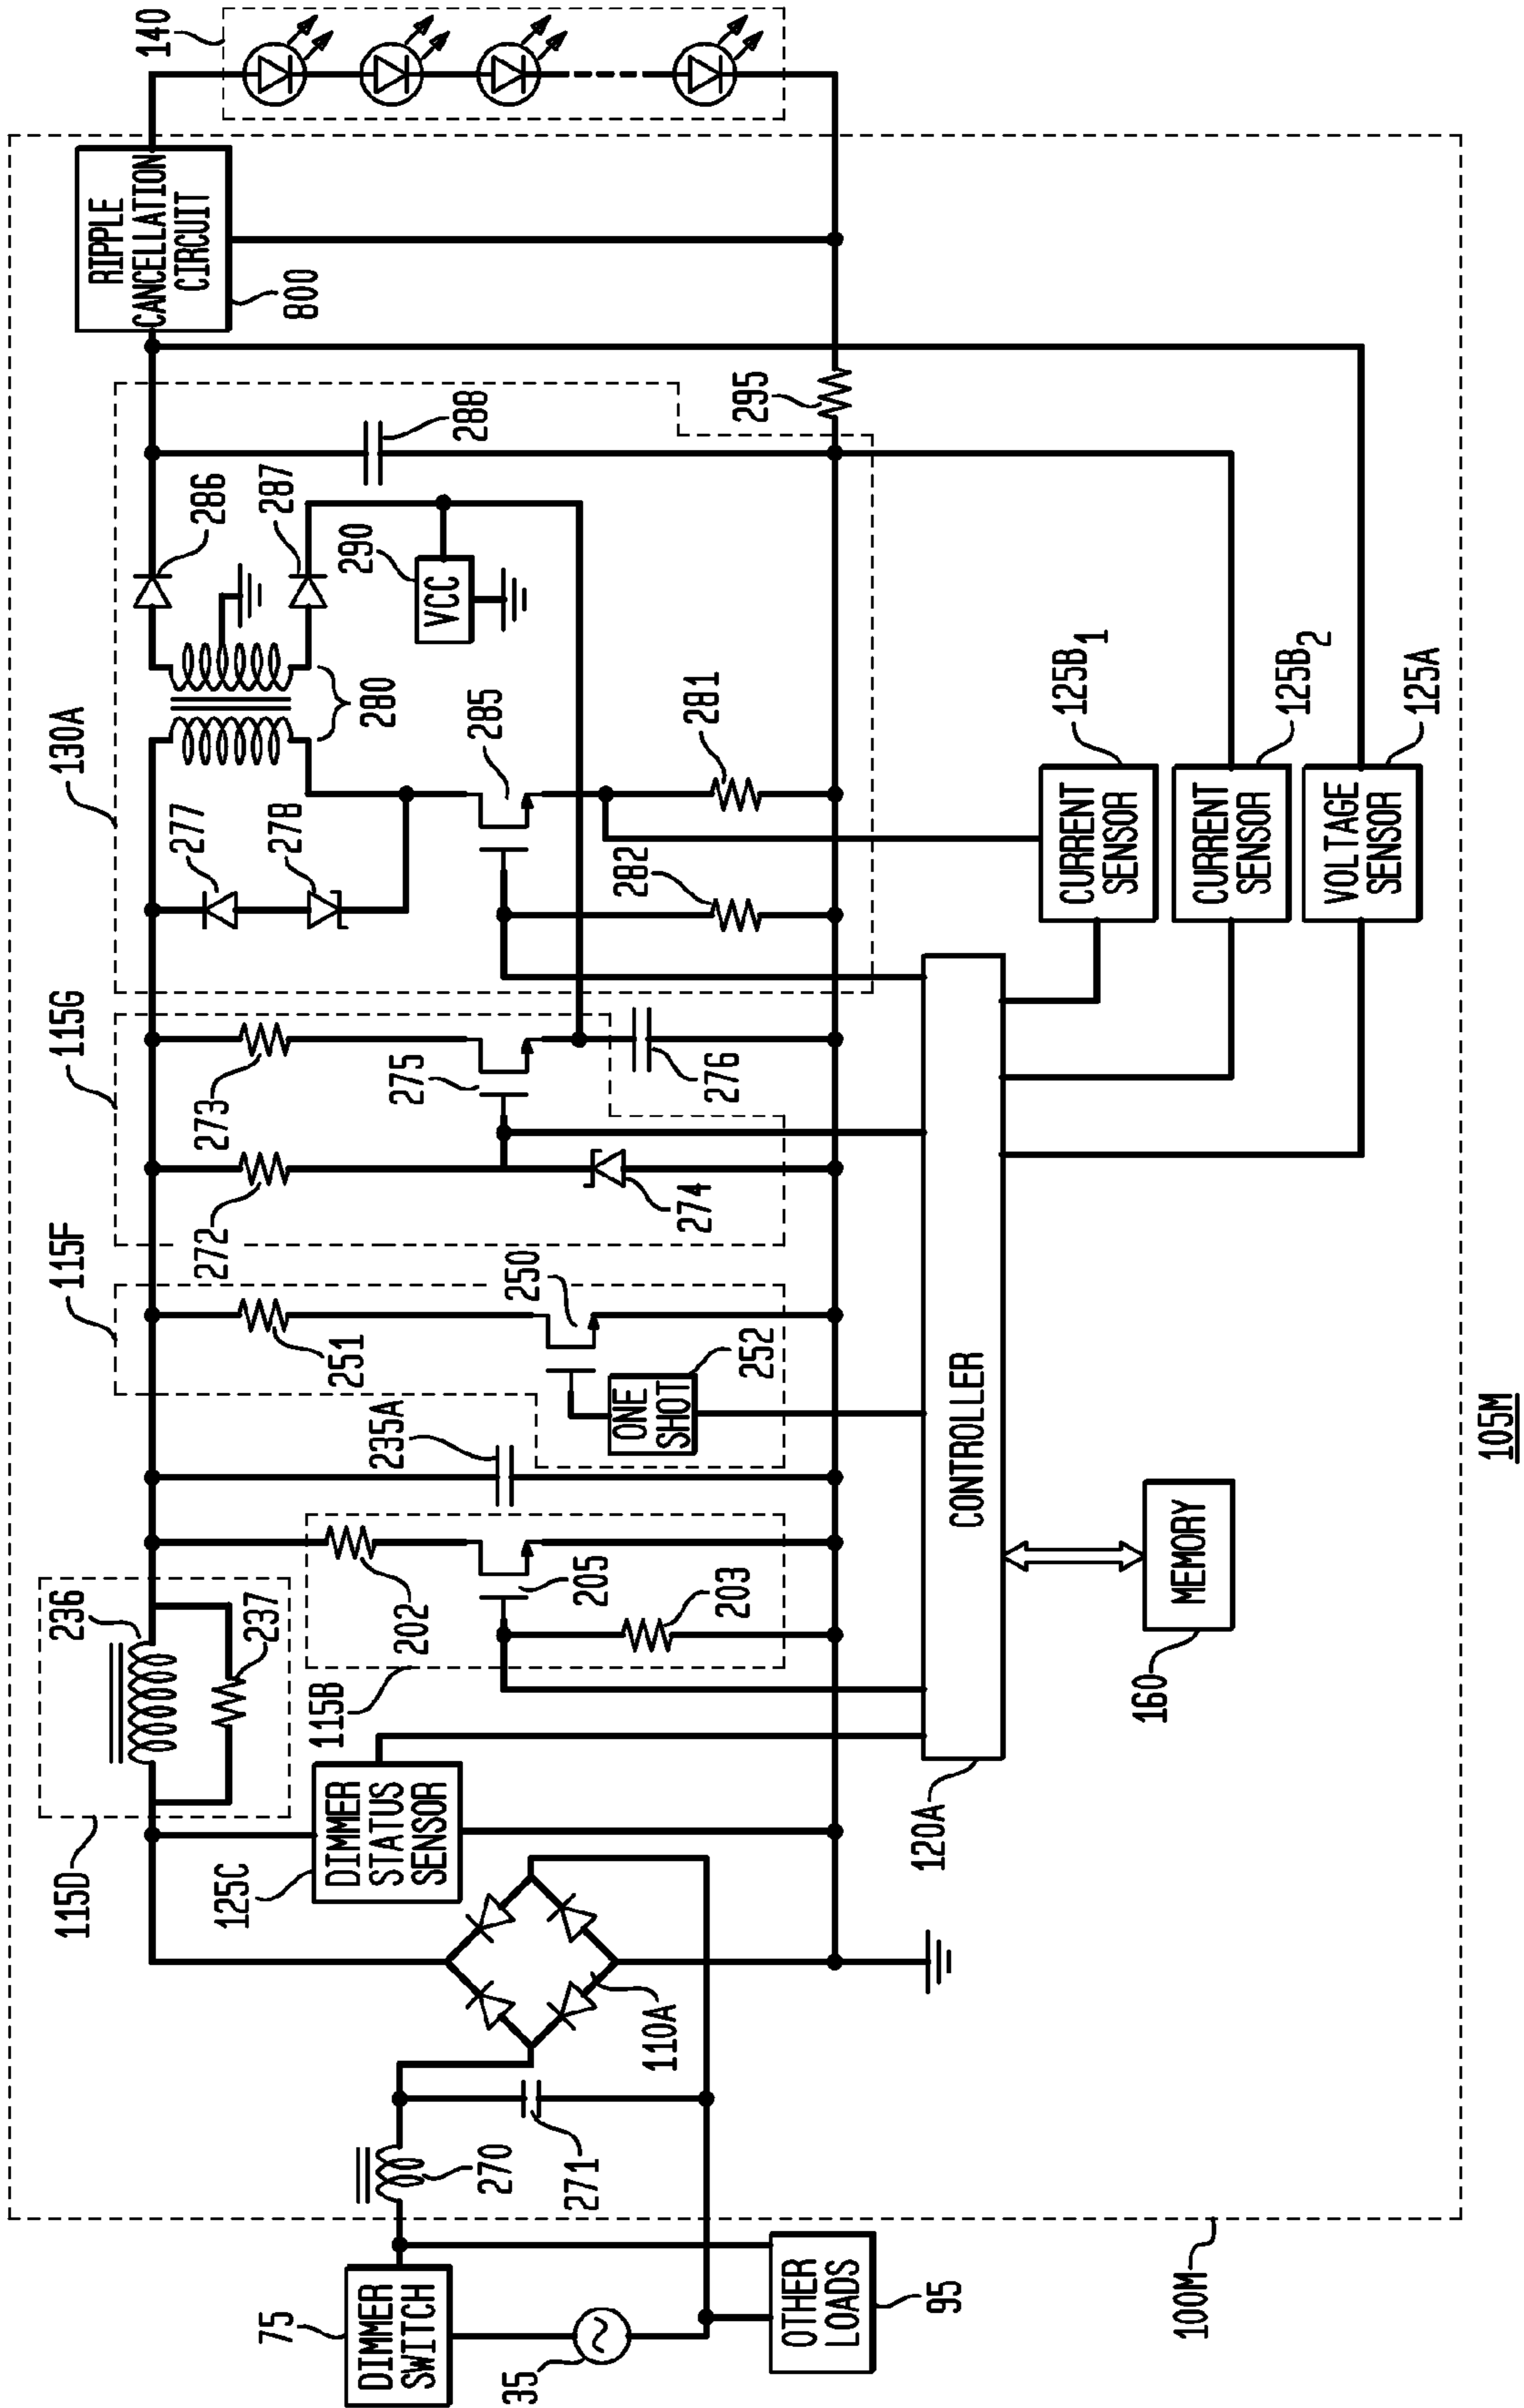 140
RIPPLE
CANCELLATION
CIRCUIT
800
295
288
286
287
290
VCC
280
130A
285
281
277
278
282
CURRENT
SENSOR
125B1
CURRENT
SENSOR
125B2
VOLTAGE
SENSOR
125A
115G
273
275
276
272
274
115F
251
250
ONE
SHOT
252
235A
CONTROLLER
120A
236
237
115D
202
205
203
115B
MEMORY
160
DIMMER
STATUS
SENSOR
125C
110A
270
271
75
DIMMER
SWITCH
35
OTHER
LOADS
95
100M
105M